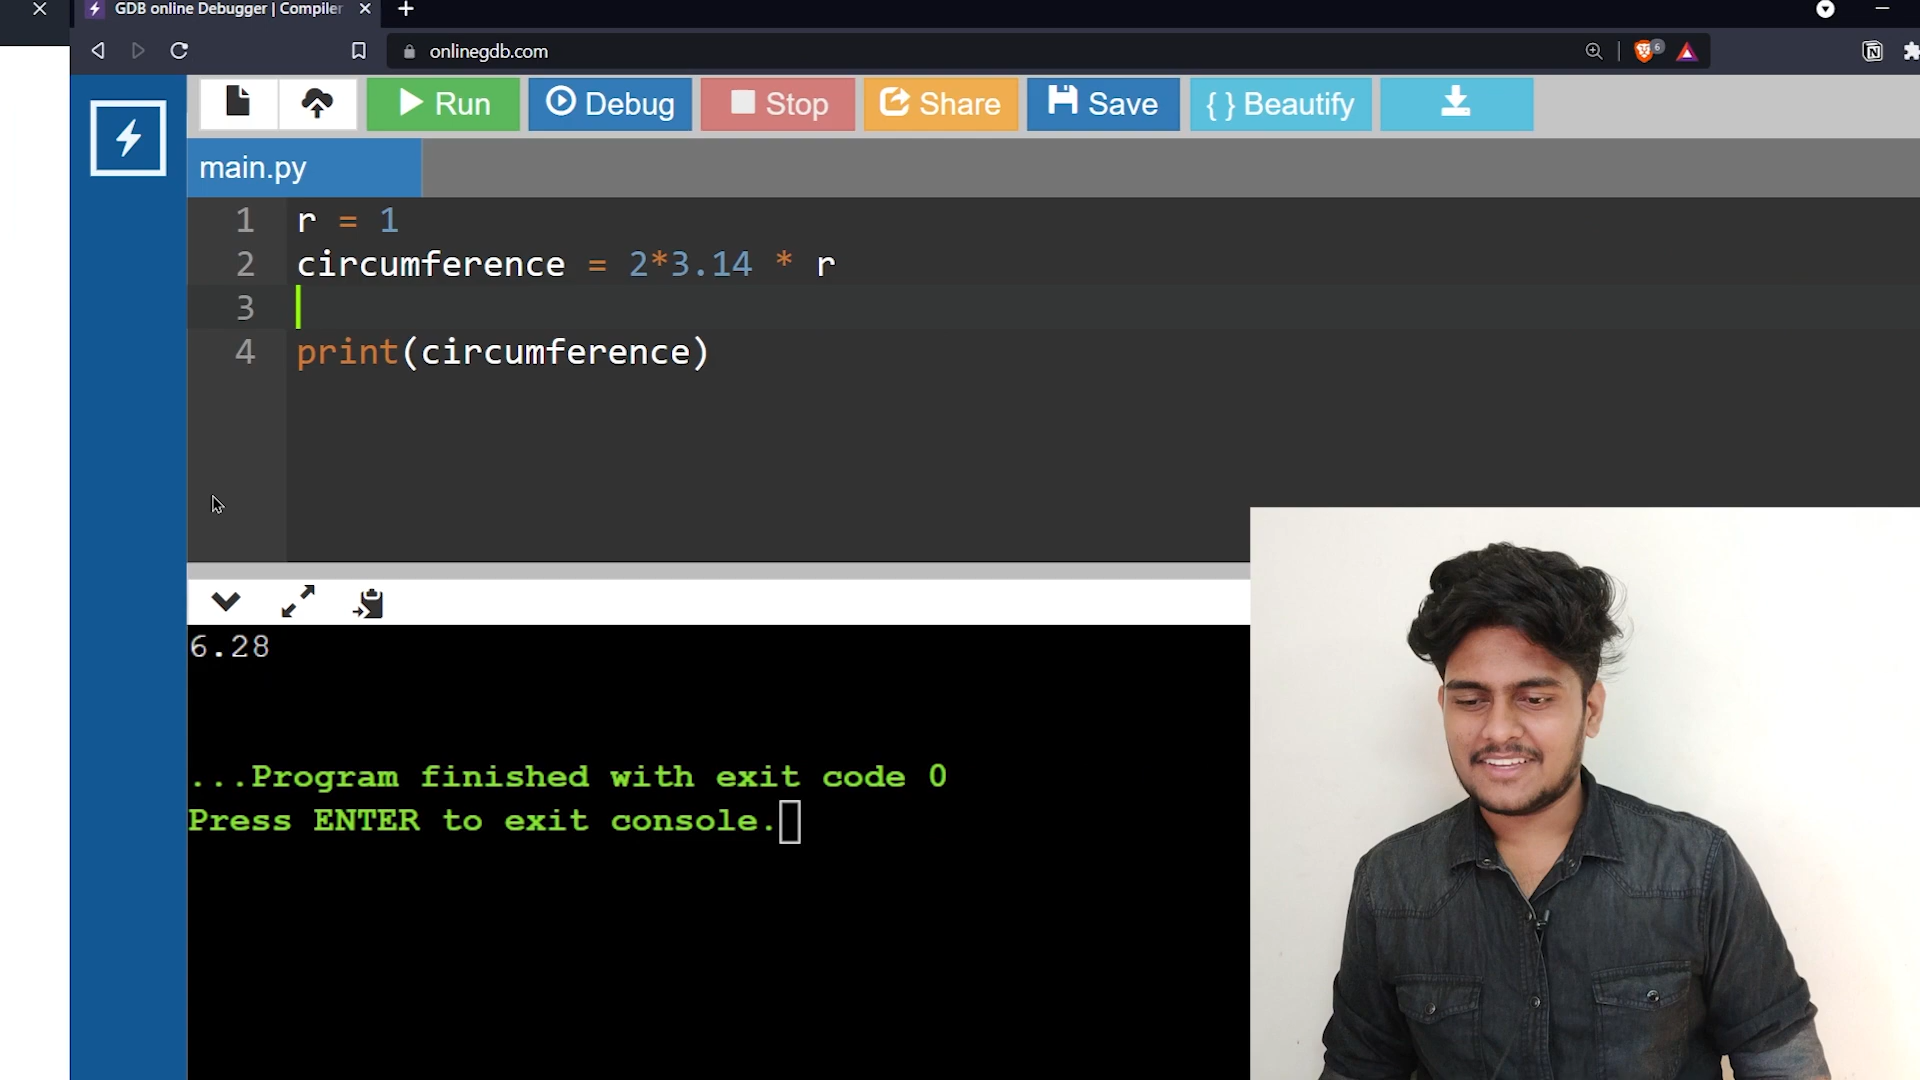 GDB online Debugger | Compiler
onlinegdb.com
6
Run Debug Stop Share Save { } Beautify
main.py
1 r = 1
2 circumference = 2*3.14 * r
3
4 print(circumference)
6.28
...Program finished with exit code 0
Press ENTER to exit console.